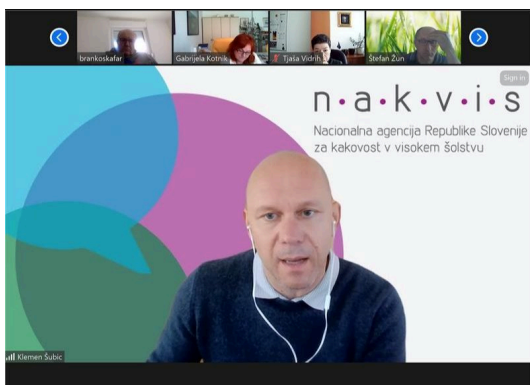 brankoskafar
Gabrijela Kotnik
Tjaša Vidrih
Štefan Žun
Sign in
n•a•k•v•i•s
Nacionalna agencija Republike Slovenije
za kakovost v visokem šolstvu
Klemen Šubic